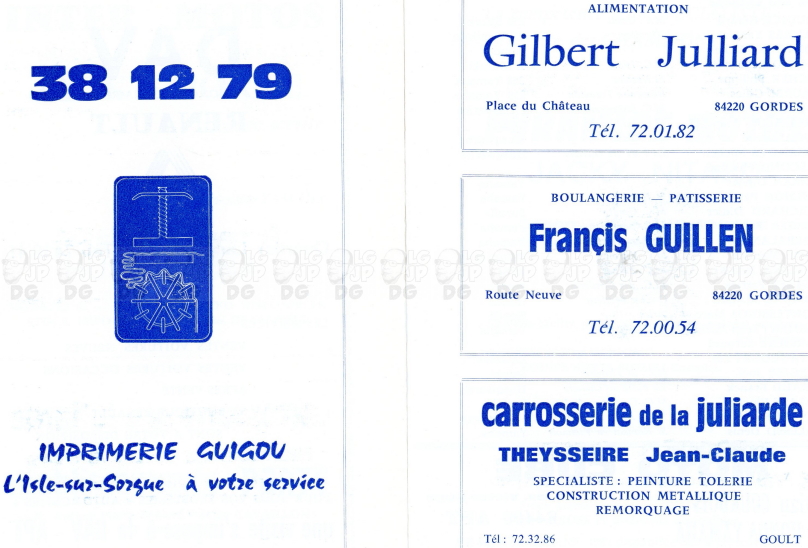 38 12 79
IMPRIMERIE GUIGOU
L'Isle-sur-Sorgue à votre service
ALIMENTATION
Gilbert Julliard
Place du Château 84220 GORDES
Tél. 72.01.82
BOULANGERIE — PATISSERIE
Françis GUILLEN
Route Neuve 84220 GORDES
Tél. 72.00.54
carrosserie de la juliarde
THEYSSEIRE Jean-Claude
SPECIALISTE : PEINTURE TOLERIE
CONSTRUCTION METALLIQUE
REMORQUAGE
Tél : 72.32.86 GOULT